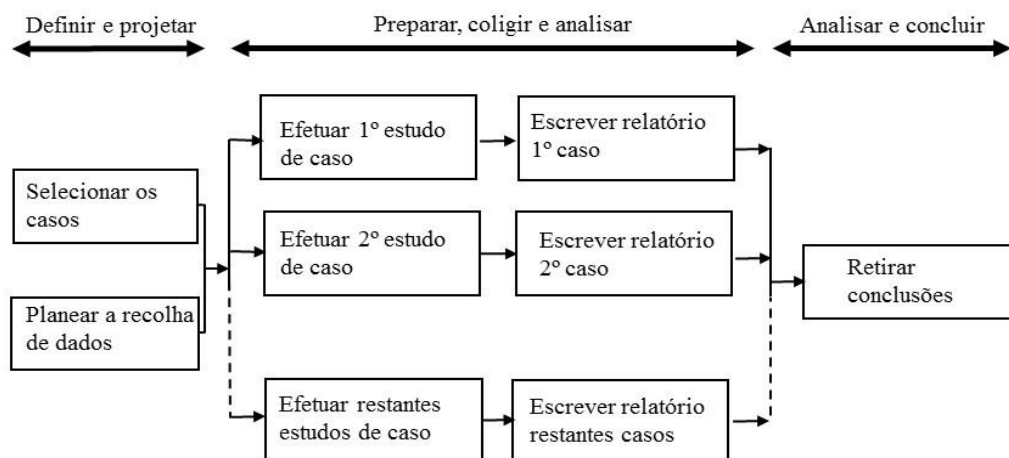 Definir e projetar
Preparar, coligir e analisar
Analisar e concluir
Selecionar os
casos
Planear a recolha
de dados
Efetuar 1º estudo
de caso
Escrever relatório
1º caso
Efetuar 2º estudo
de caso
Escrever relatório
2º caso
Efetuar restantes
estudos de caso
Escrever relatório
restantes casos
Retirar
conclusões